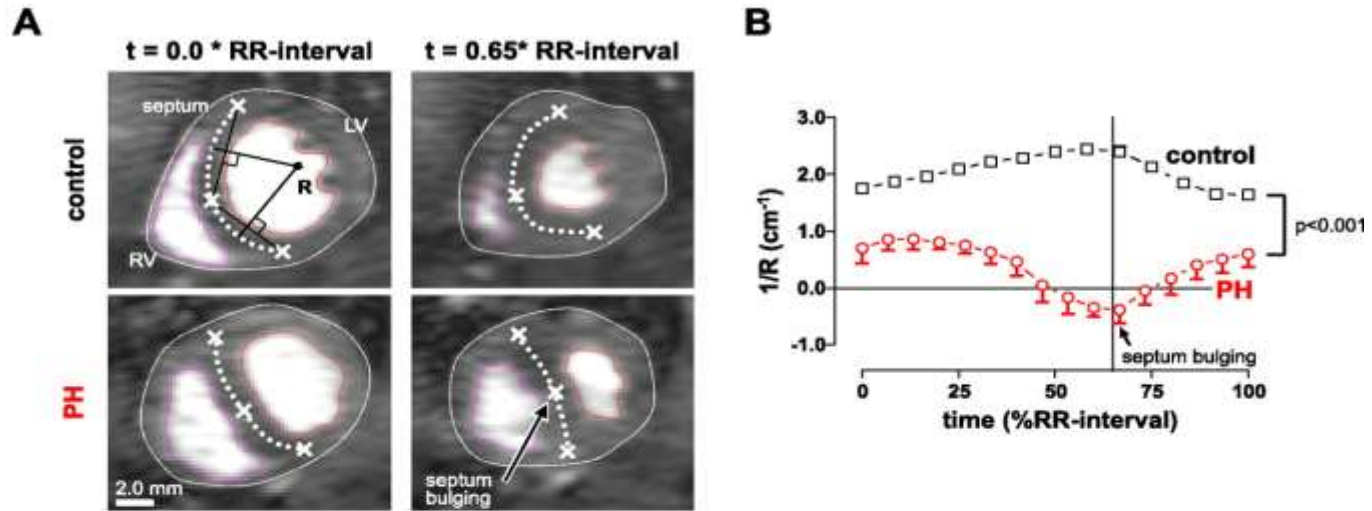 A
t = 0.0 * RR-interval
t = 0.65* RR-interval
control
septum
LV
R
RV
PH
2.0 mm
septum
bulging
B
3.0
2.0
1.0
0.0
-1.0
1/R (cm⁻¹)
control
p<0.001
PH
septum bulging
0
25
50
75
100
time (%RR-interval)